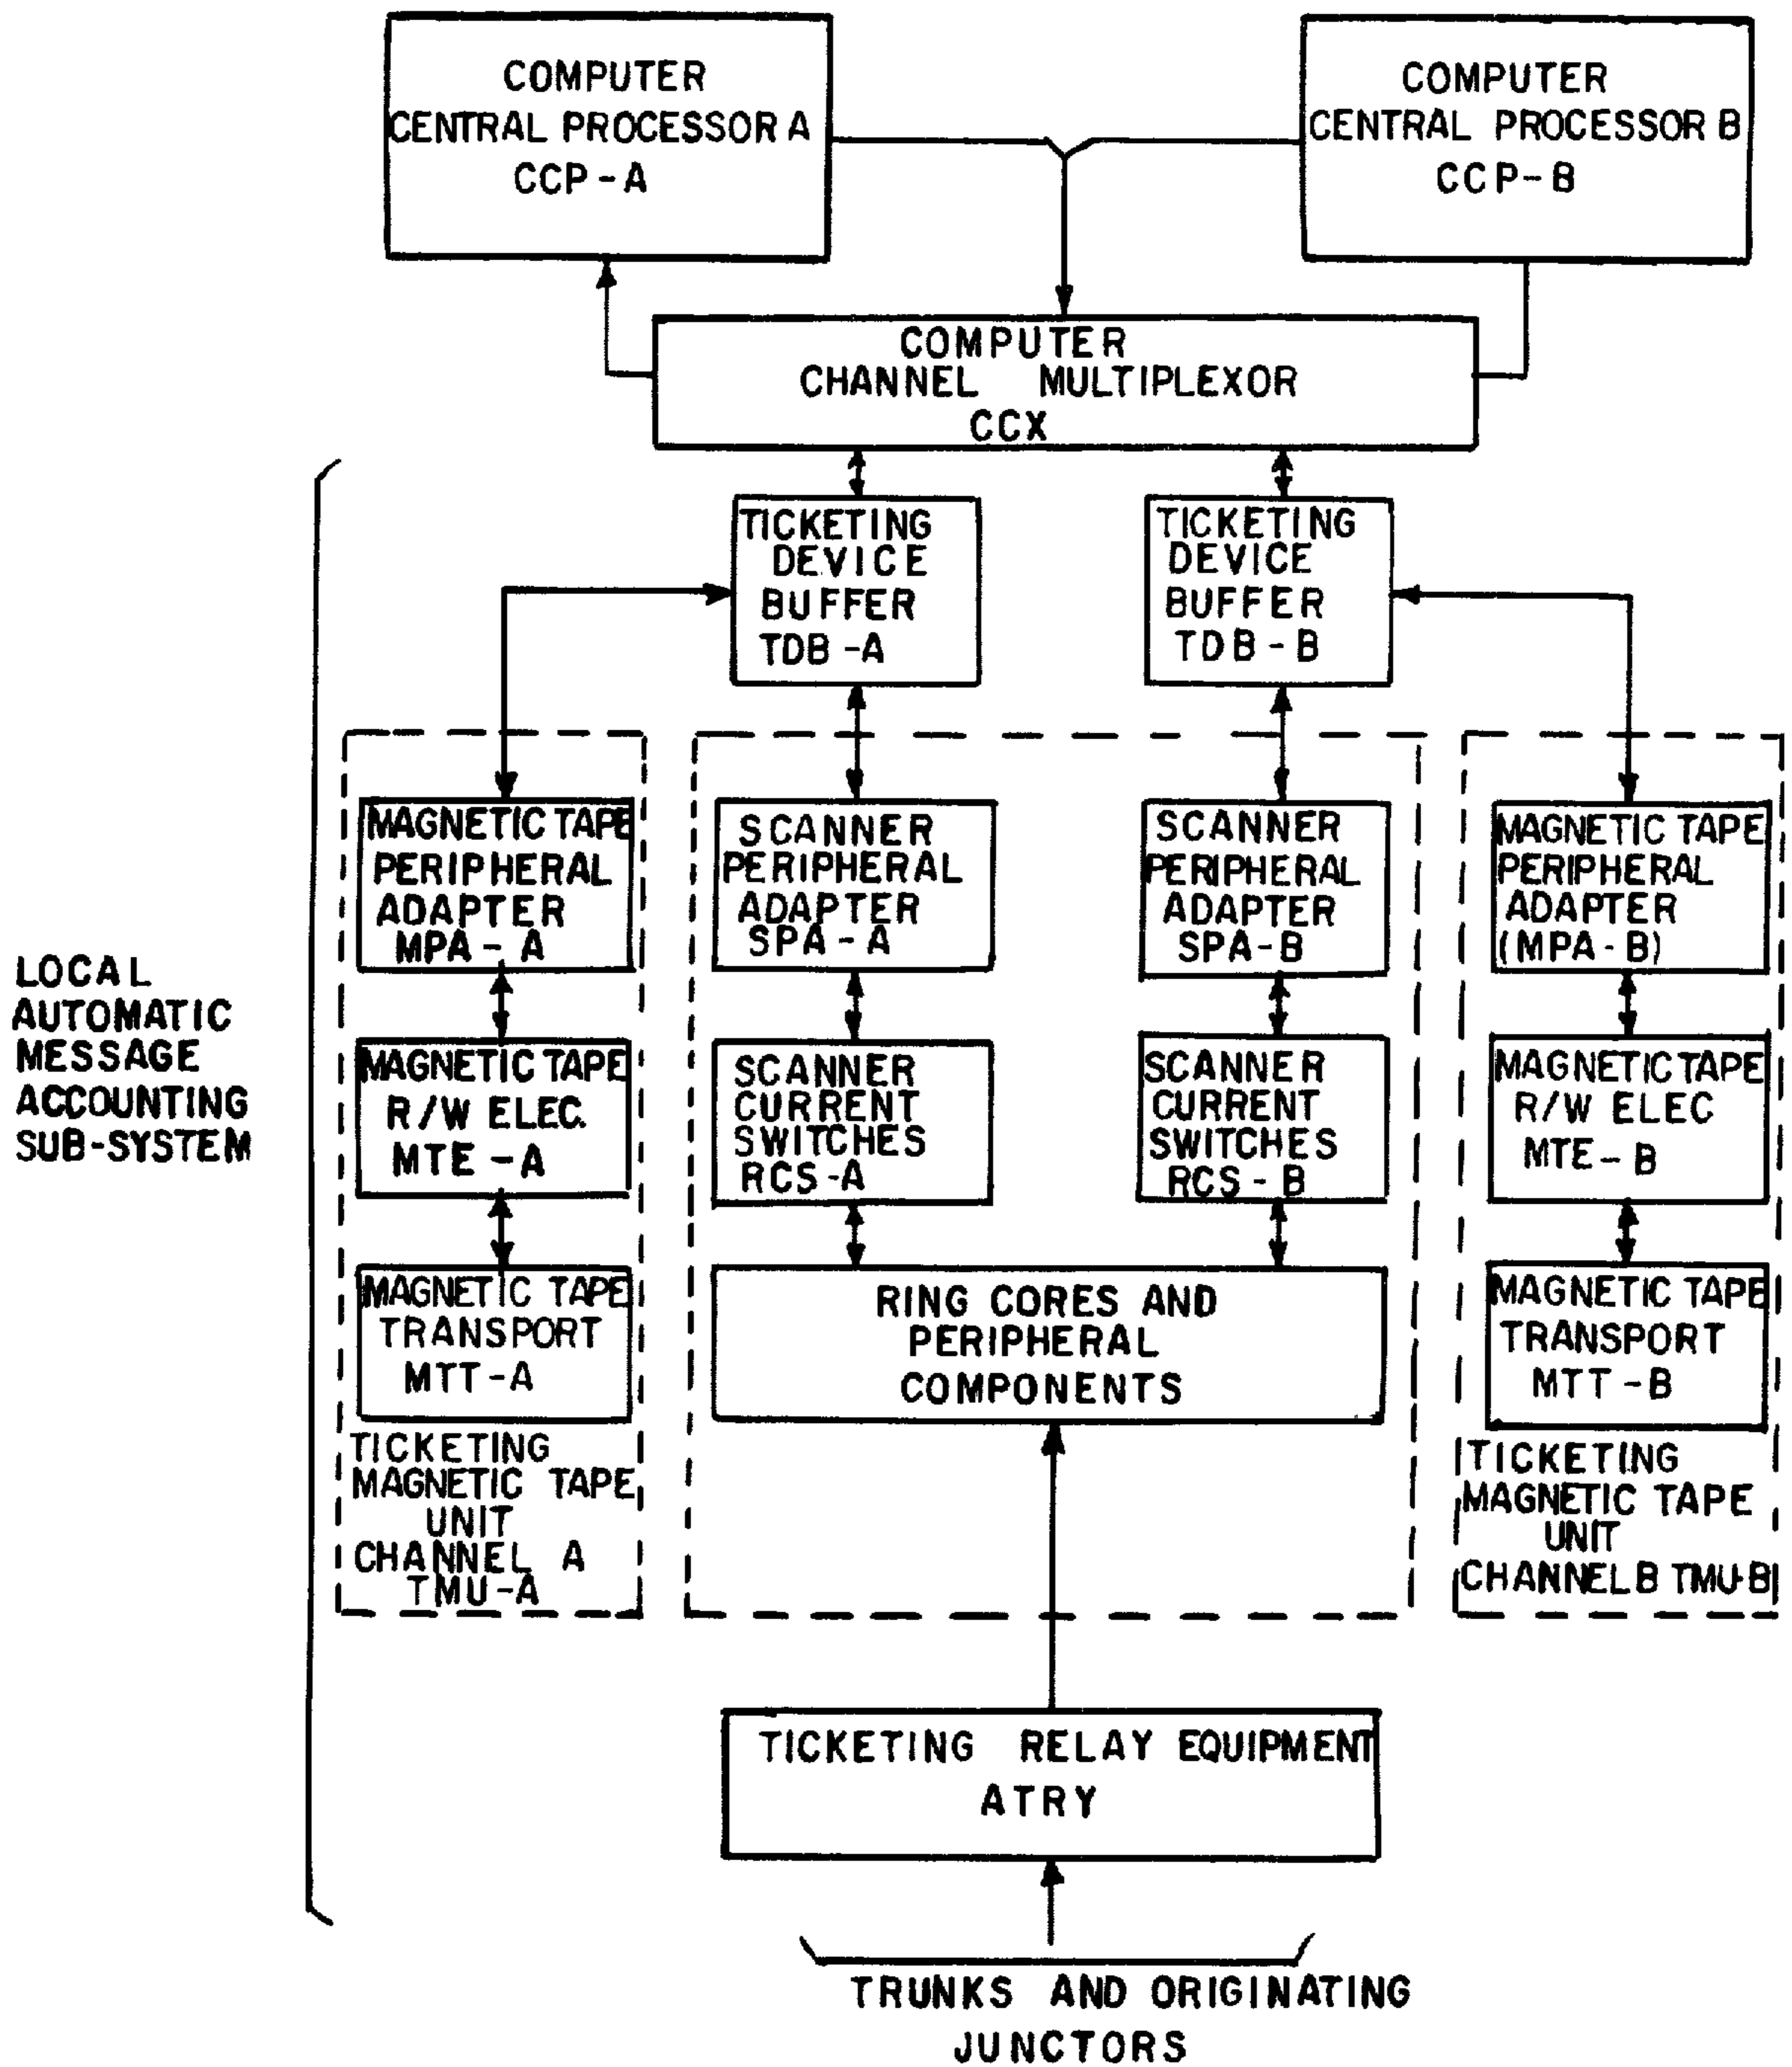 COMPUTER
CENTRAL PROCESSOR A
CCP-A
COMPUTER
CENTRAL PROCESSOR B
CCP-B
COMPUTER
CHANNEL MULTIPLEXOR
CCX
TICKETING
DEVICE
BUFFER
TDB-A
TICKETING
DEVICE
BUFFER
TDB-B
LOCAL
AUTOMATIC
MESSAGE
ACCOUNTING
SUB-SYSTEM
MAGNETIC TAPE
PERIPHERAL
ADAPTER
MPA-A
MAGNETIC TAPE
R/W ELEC.
MTE-A
MAGNETIC TAPE
TRANSPORT
MTT-A
TICKETING
MAGNETIC TAPE
UNIT
CHANNEL A
TMU-A
SCANNER
PERIPHERAL
ADAPTER
SPA-A
SCANNER
CURRENT
SWITCHES
RCS-A
SCANNER
PERIPHERAL
ADAPTER
SPA-B
SCANNER
CURRENT
SWITCHES
RCS-B
RING CORES AND
PERIPHERAL
COMPONENTS
MAGNETIC TAPE
PERIPHERAL
ADAPTER
(MPA-B)
MAGNETIC TAPE
R/W ELEC
MTE-B
MAGNETIC TAPE
TRANSPORT
MTT-B
TICKETING
MAGNETIC TAPE
UNIT
CHANNEL B TMU-B
TICKETING RELAY EQUIPMENT
ATRY
TRUNKS AND ORIGINATING
JUNCTORS